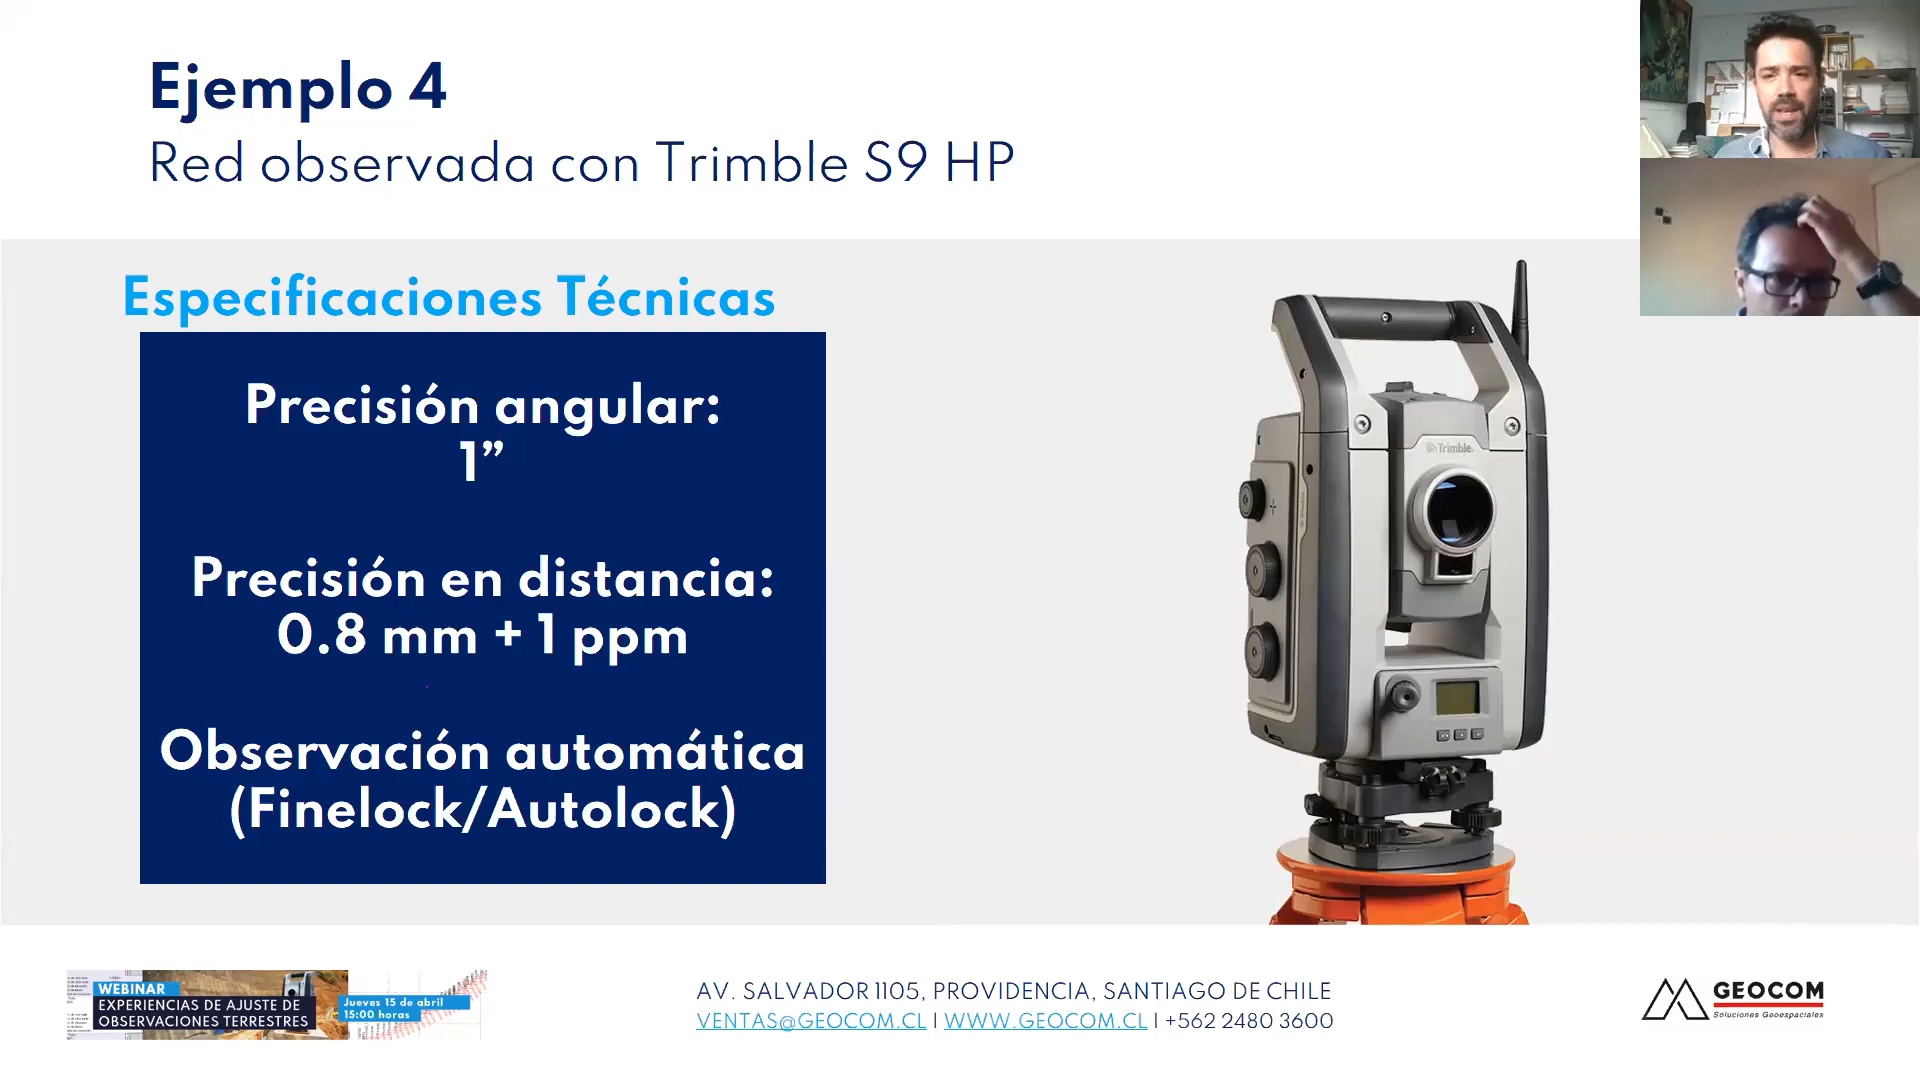 Ejemplo 4
Red observada con Trimble S9 HP
Especificaciones Técnicas
Precisión angular:
1”
Precisión en distancia:
0.8 mm + 1 ppm
Observación automática
(Finelock/Autolock)
Trimble
WEBINAR
EXPERIENCIAS DE AJUSTE DE
OBSERVACIONES TERRESTRES
Jueves 15 de abril
15:00 horas
AV. SALVADOR 1105, PROVIDENCIA, SANTIAGO DE CHILE
VENTAS@GEOCOM.CL | WWW.GEOCOM.CL | +562 2480 3600
GEOCOM
Soluciones Geoespaciales